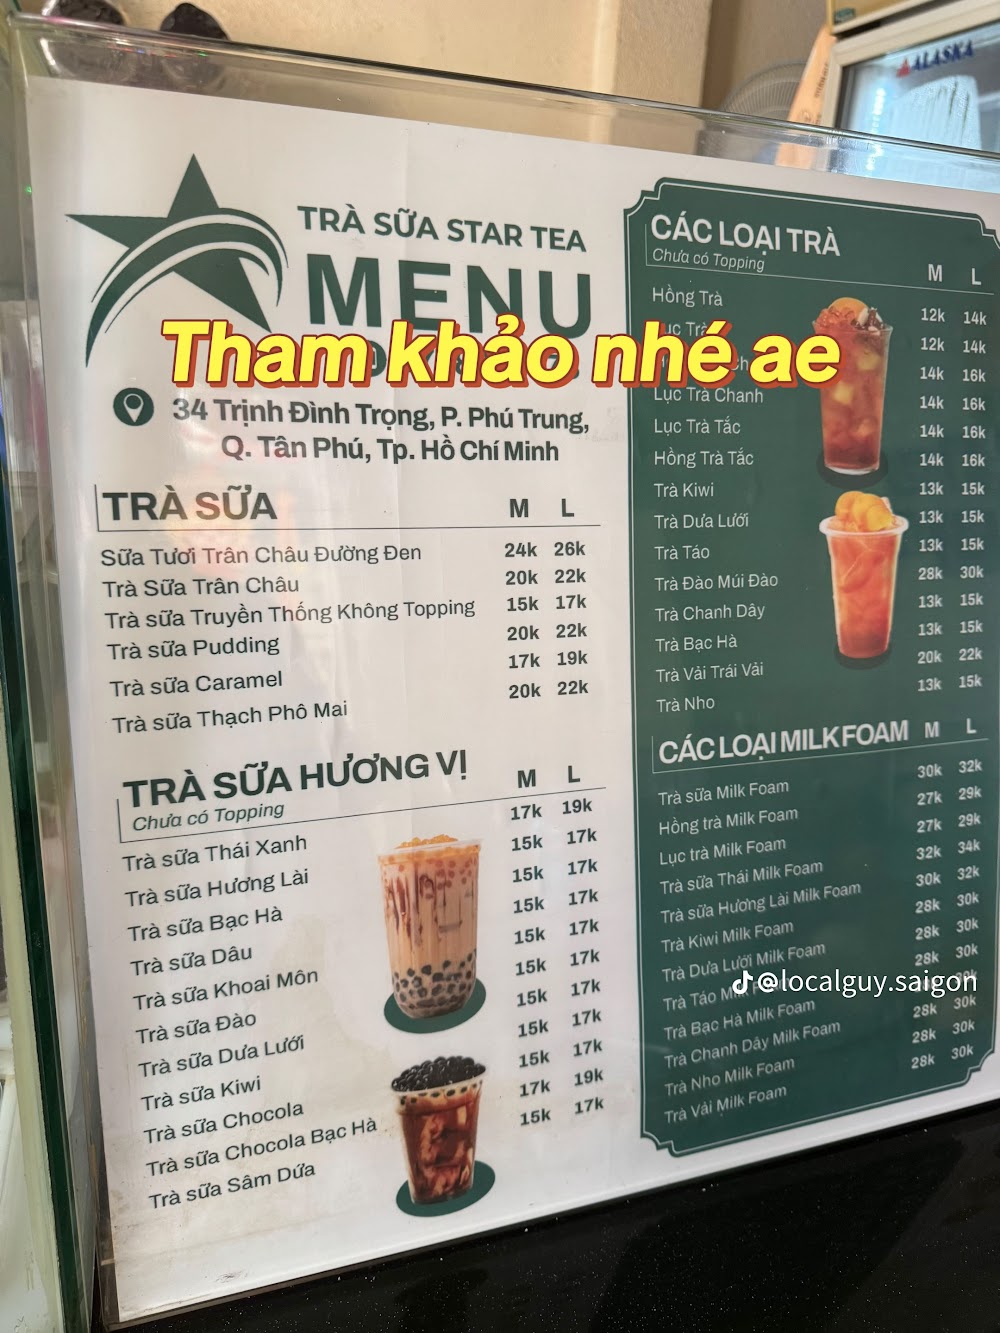 ALASKA
TRÀ SỮA STAR TEA
MENU
Tham khảo nhé ae
34 Trịnh Đình Trọng, P. Phú Trung,
Q. Tân Phú, Tp. Hồ Chí Minh
TRÀ SỮA M L
Sữa Tươi Trân Châu Đường Đen 24k 26k
Trà Sữa Trân Châu 20k 22k
Trà sữa Truyền Thống Không Topping 15k 17k
Trà sữa Pudding 20k 22k
Trà sữa Caramel 17k 19k
Trà sữa Thạch Phô Mai 20k 22k
TRÀ SỮA HƯƠNG VỊ M L
Chưa có Topping
Trà sữa Thái Xanh 17k 19k
Trà sữa Hương Lài 15k 17k
Trà sữa Bạc Hà 15k 17k
Trà sữa Dâu 15k 17k
Trà sữa Khoai Môn 15k 17k
Trà sữa Đào 15k 17k
Trà sữa Dưa Lưới 15k 17k
Trà sữa Kiwi 15k 17k
Trà sữa Chocola 15k 17k
Trà sữa Chocola Bạc Hà 17k 19k
Trà sữa Sâm Dứa 15k 17k
CÁC LOẠI TRÀ
Chưa có Topping M L
Hồng Trà 12k 14k
Lục Trà 12k 14k
14k 16k
Lục Trà Chanh 14k 16k
Lục Trà Tắc 14k 16k
Hồng Trà Tắc 14k 16k
Trà Kiwi 13k 15k
Trà Dưa Lưới 13k 15k
Trà Táo 13k 15k
Trà Đào Múi Đào 28k 30k
Trà Chanh Dây 13k 15k
Trà Bạc Hà 13k 15k
Trà Vải Trái Vải 20k 22k
Trà Nho 13k 15k
CÁC LOẠI MILK FOAM M L
Trà sữa Milk Foam 30k 32k
Hồng trà Milk Foam 27k 29k
Lục trà Milk Foam 27k 29k
Trà sữa Thái Milk Foam 32k 34k
Trà sữa Hương Lài Milk Foam 30k 32k
Trà Kiwi Milk Foam 28k 30k
Trà Dưa Lưới Milk Foam 28k 30k
Trà Táo 28k 30k
Trà Bạc Hà Milk Foam 30k
Trà Chanh Dây Milk Foam 28k 30k
Trà Nho Milk Foam 28k 30k
Trà Vải Milk Foam 28k 30k
@localguy.saigon